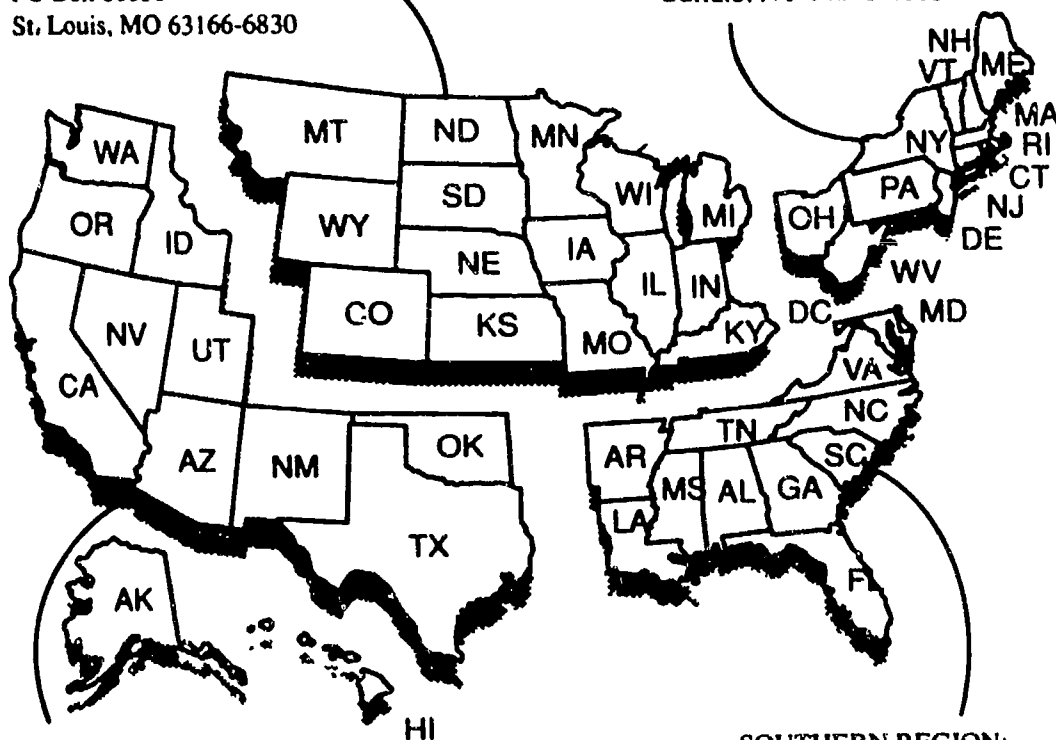 St. Louis, MO 63166-6830
NH
VT ME
MA
RI
CT
NJ
DE
WV
MD
DC
WA
MT
ND
MN
NY
OR
ID
WY
SD
WI
MI
OH
PA
NE
IA
IL
IN
NV
UT
CO
KS
MO
KY
CA
VA
AZ
NM
OK
AR
TN
NC
SC
MS
AL
GA
LA
TX
FL
AK
HI
SOUTHERN REGION: